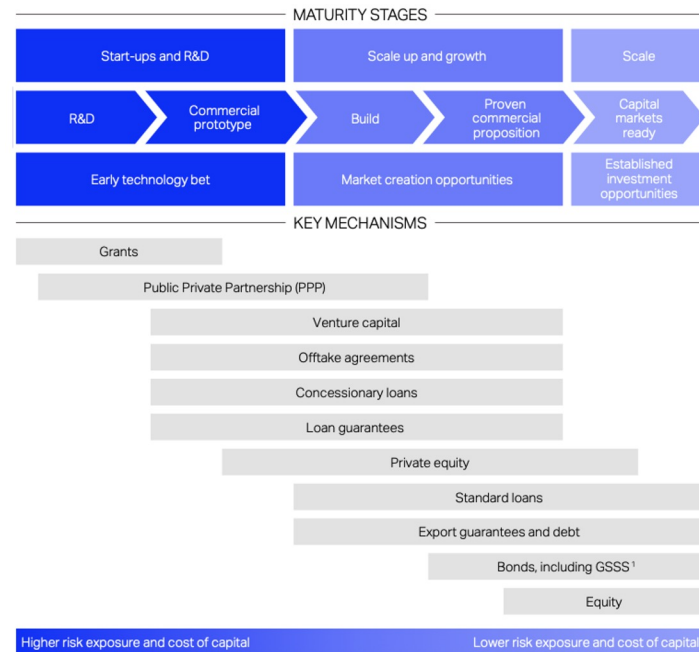 MATURITY STAGES
Start-ups and R&D
Scale up and growth
Scale
R&D
Commercial
prototype
Build
Proven
commercial
proposition
Capital
markets
ready
Early technology bet
Market creation opportunities
Established
investment
opportunities
KEY MECHANISMS
Grants
Public Private Partnership (PPP)
Venture capital
Offtake agreements
Concessionary loans
Loan guarantees
Private equity
Standard loans
Export guarantees and debt
Bonds, including GSSS ¹
Equity
Higher risk exposure and cost of capital
Lower risk exposure and cost of capital